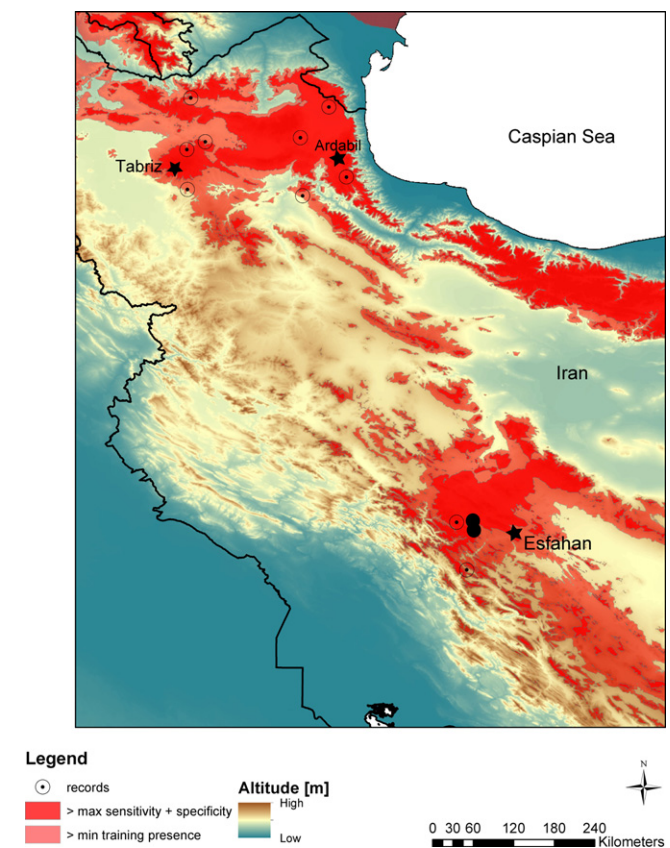 Caspian Sea
Ardabil
Tabriz
Iran
Esfahan
Legend
records
> max sensitivity + specificity
> min training presence
Altitude [m]
High
Low
N
0 30 60 120 180 240
Kilometers